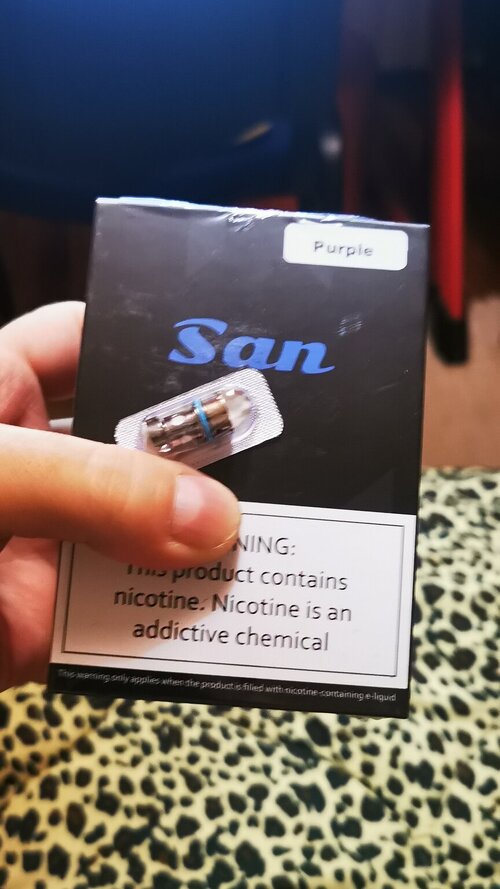 Purple
San
NING:
This product contains
nicotine. Nicotine is an
addictive chemical
This warning only applies when the product is filled with nicotine-containing e-liquid